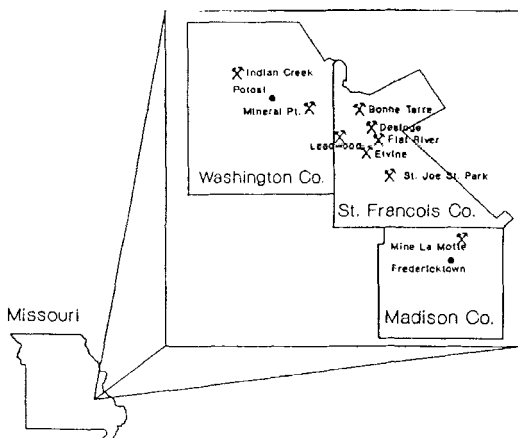 Indian Creek
Potosi
Mineral Pt.
Bonne Terre
Desloge
Flat River
Leadwood
Elvins
St. Joe St. Park
Washington Co.
St. Francois Co.
Mine La Motte
Fredericktown
Madison Co.
Missouri